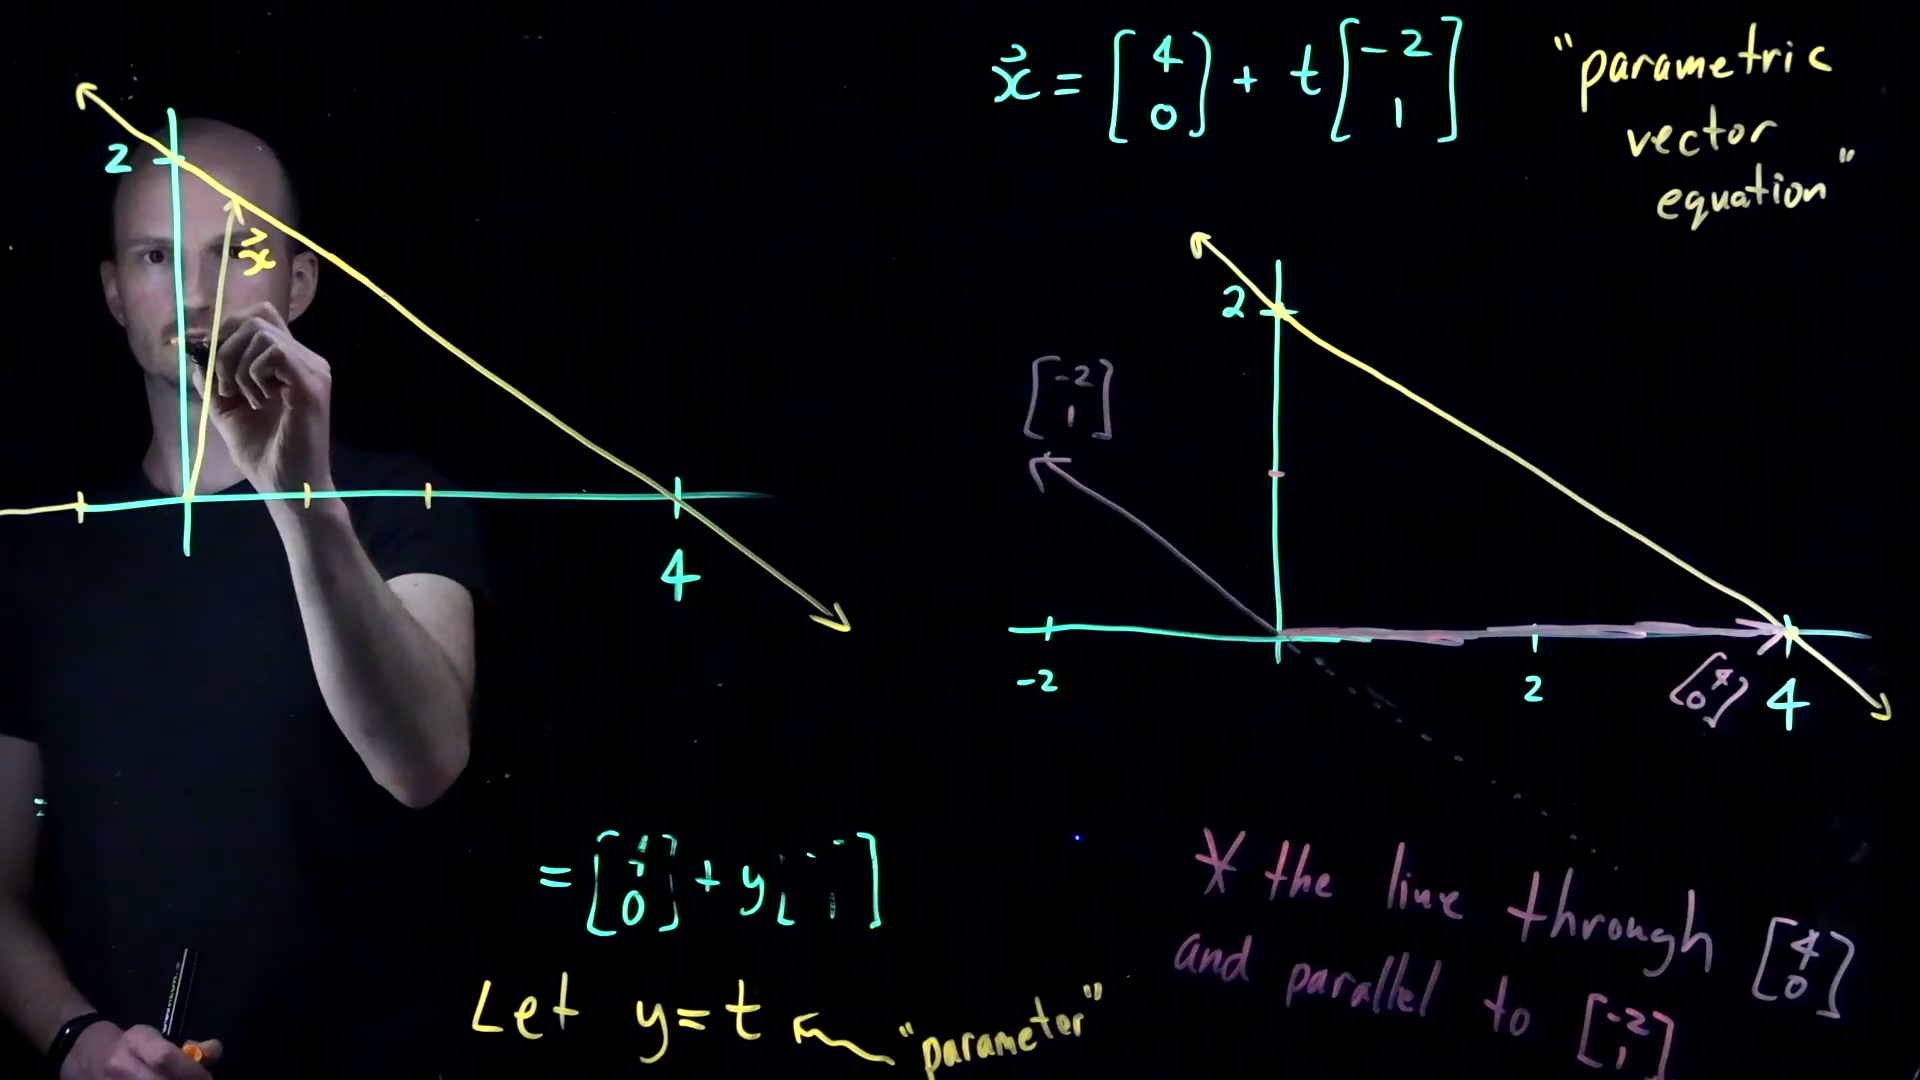 x⃗ = [4 0] + t[-2 1]
"parametric
vector
equation"
2
x⃗
4
2
[-2 1]
-2
2
[4 0]
4
=
= [ 0] + y[ 1]
Let y = t
"parameter"
* the line through [4 0]
and parallel to [-2 1]